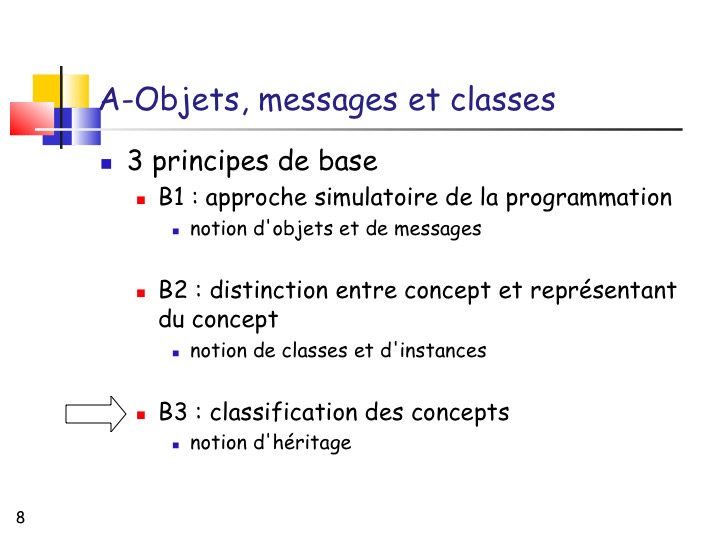 A-Objets, messages et classes
3 principes de base
B1 : approche simulatoire de la programmation
notion d'objets et de messages
B2 : distinction entre concept et représentant
du concept
notion de classes et d'instances
B3 : classification des concepts
notion d'héritage
8